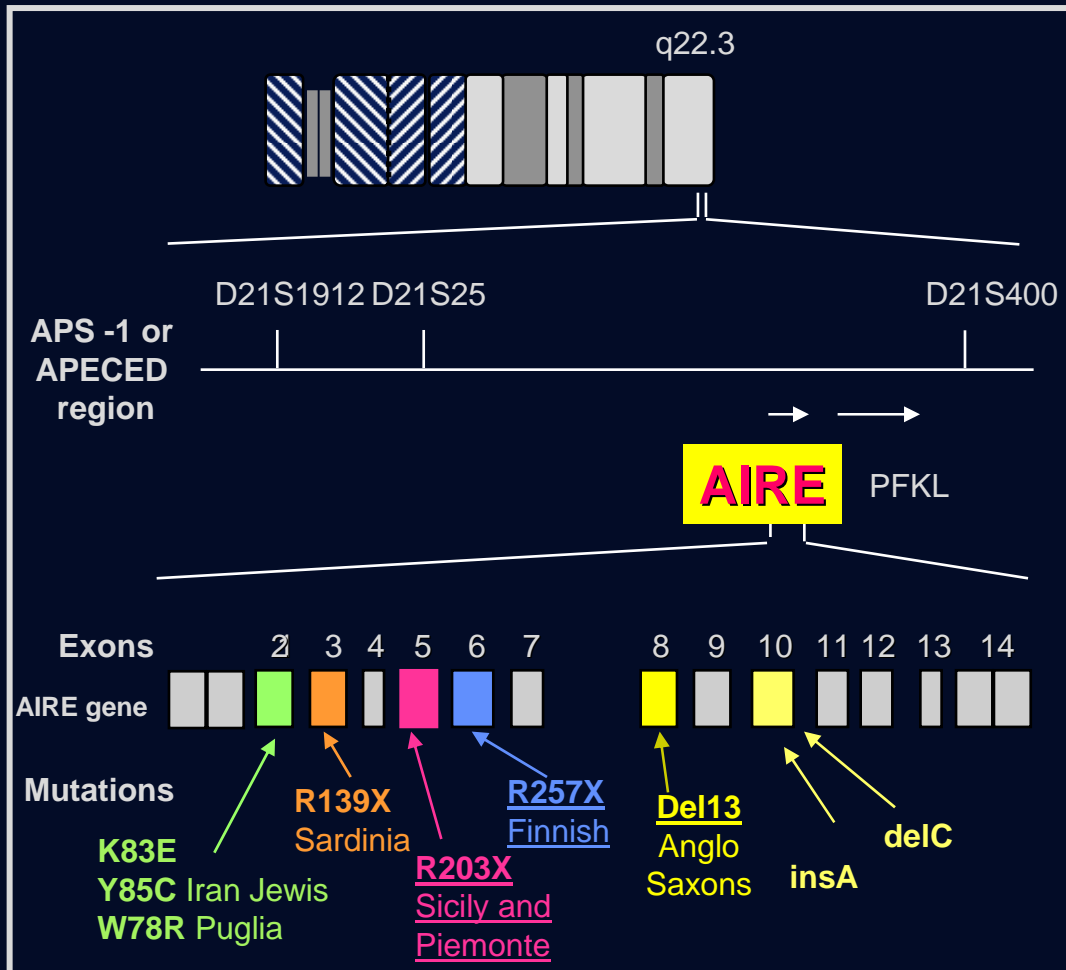 q22.3
D21S1912 D21S25 D21S400
APS -1 or
APECED
region
AIRE PFKL
Exons 2 3 4 5 6 7 8 9 10 11 12 13 14
AIRE gene
Mutations
K83E
Y85C Iran Jewis
W78R Puglia
R139X
Sardinia
R203X
Sicily and
Piemonte
R257X
Finnish
Del13
Anglo
Saxons
insA
delC